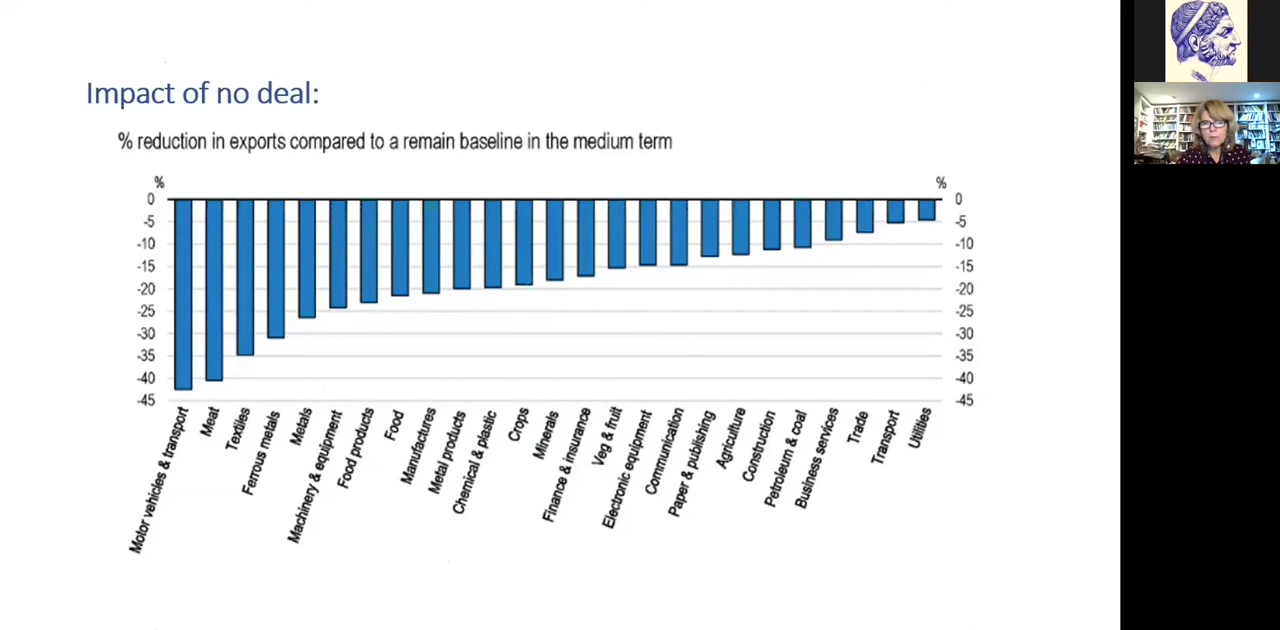 Impact of no deal:
% reduction in exports compared to a remain baseline in the medium term
% %
0 0
-5 -5
-10 -10
-15 -15
-20 -20
-25 -25
-30 -30
-35 -35
-40 -40
-45 -45
Motor vehicles & transport
Meat
Textiles
Ferrous metals
Metals
Machinery & equipment
Food products
Food
Manufactures
Metal products
Chemical & plastic
Crops
Minerals
Finance & insurance
Veg & fruit
Electronic equipment
Communication
Paper & publishing
Agriculture
Construction
Petroleum & coal
Business services
Trade
Transport
Utilities